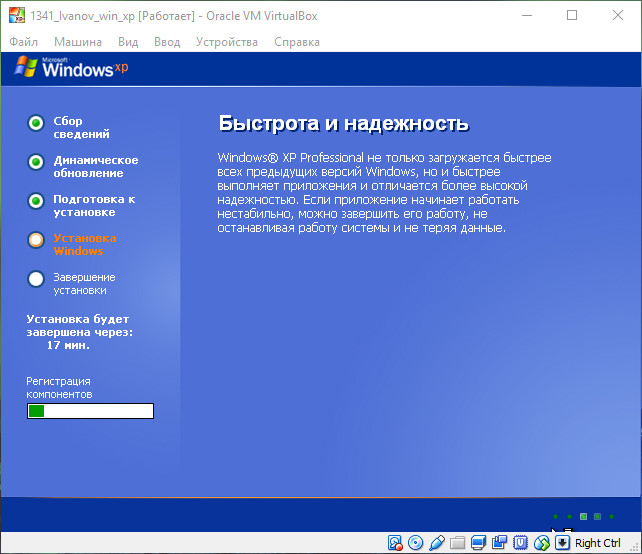 1341_Ivanov_win_xp [Работает] - Oracle VM VirtualBox
Файл Машина Вид Ввод Устройства Справка
Microsoft
Windows xp
Сбор
сведений
Динамическое
обновление
Подготовка к
установке
Установка
Windows
Завершение
установки
Установка будет
завершена через:
17 мин.
Регистрация
компонентов
Быстрота и надежность
Windows® XP Professional не только загружается быстрее
всех предыдущих версий Windows, но и быстрее
выполняет приложения и отличается более высокой
надежностью. Если приложение начинает работать
нестабильно, можно завершить его работу, не
останавливая работу системы и не теряя данные.
Right Ctrl